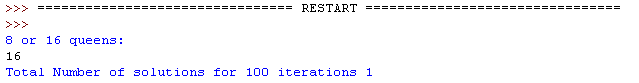 >>> ================================ RESTART ================================
>>>
8 or 16 queens:
16
Total Number of solutions for 100 iterations 1